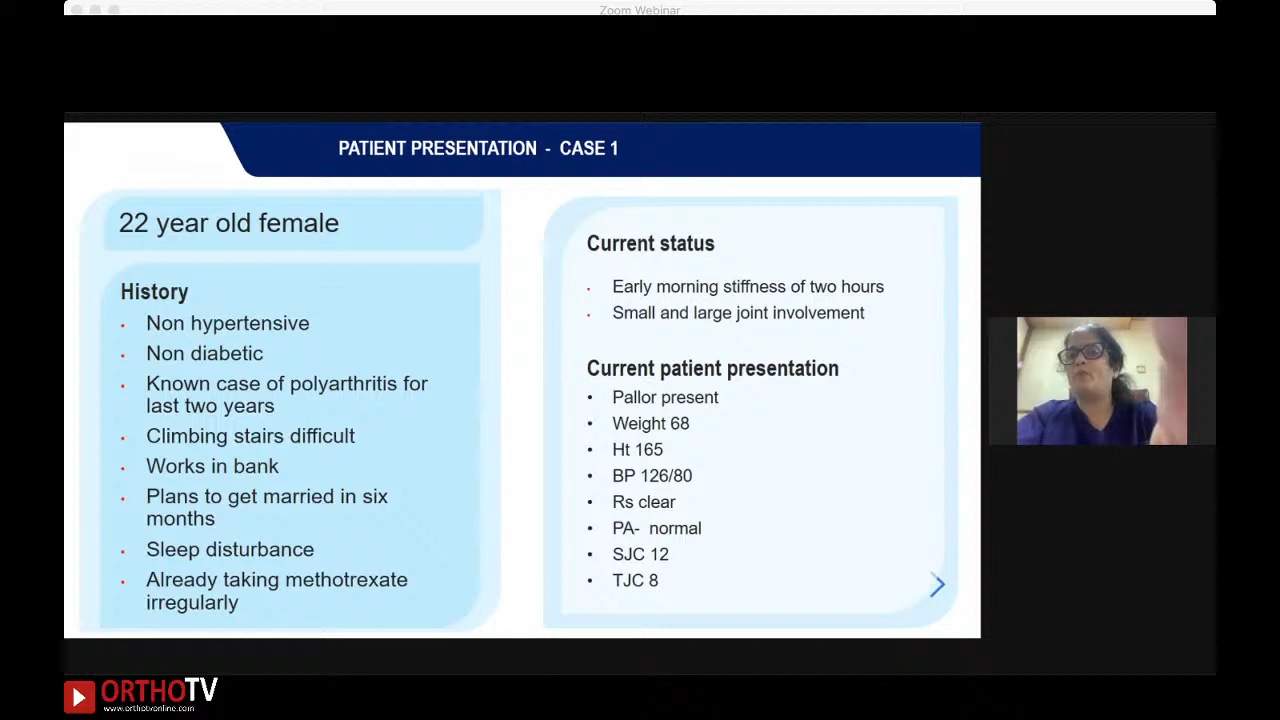 Zoom Webinar
PATIENT PRESENTATION - CASE 1
22 year old female
History
Non hypertensive
Non diabetic
Known case of polyarthritis for
last two years
Climbing stairs difficult
Works in bank
Plans to get married in six
months
Sleep disturbance
Already taking methotrexate
irregularly
Current status
Early morning stiffness of two hours
Small and large joint involvement
Current patient presentation
Pallor present
Weight 68
Ht 165
BP 126/80
Rs clear
PA- normal
SJC 12
TJC 8
ORTHOTV
www.orthotvonline.com